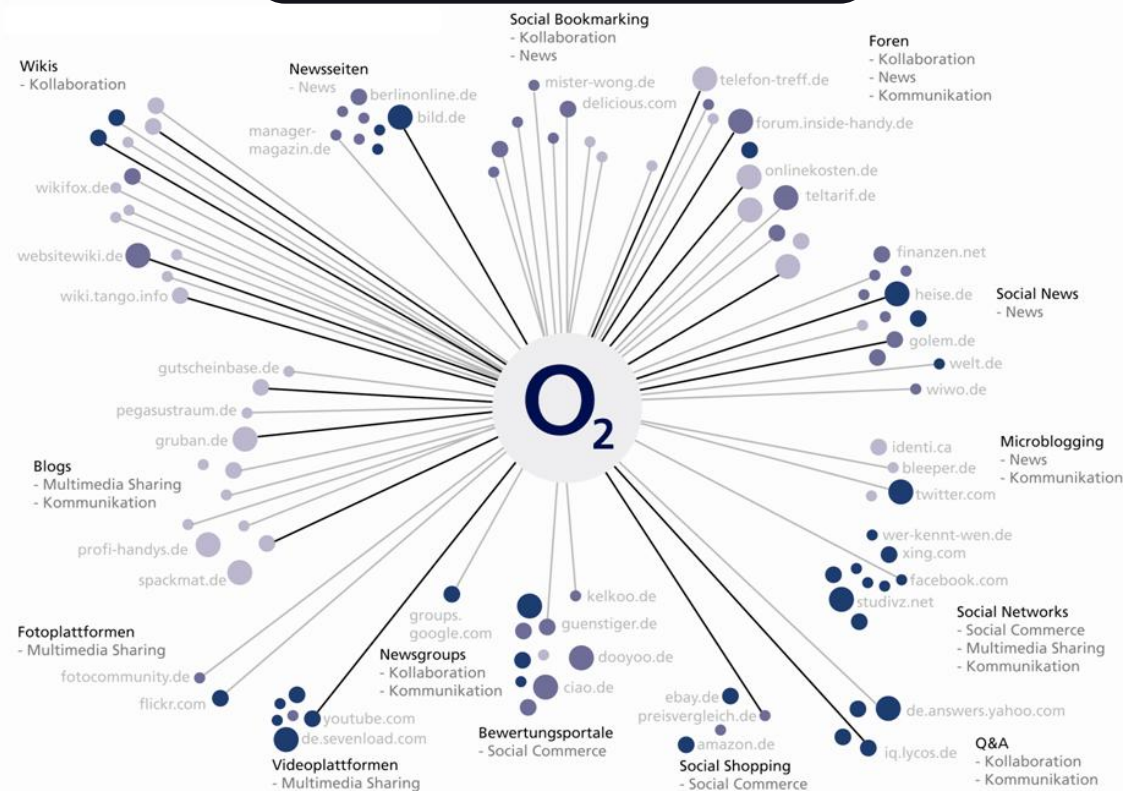 Social Bookmarking
- Kollaboration
- News
Foren
- Kollaboration
- News
- Kommunikation
Wikis
- Kollaboration
Newsseiten
- News
berlinonline.de
bild.de
manager-
magazin.de
mister-wong.de
delicious.com
telefon-treff.de
forum.inside-handy.de
onlinekosten.de
teltarif.de
wikifox.de
websitewiki.de
wiki.tango.info
finanzen.net
heise.de
golem.de
welt.de
wiwo.de
Social News
- News
O2
gutscheinbase.de
pegasustraum.de
gruban.de
Blogs
- Multimedia Sharing
- Kommunikation
profi-handys.de
spackmat.de
identi.ca
bleeper.de
twitter.com
Microblogging
- News
- Kommunikation
wer-kennt-wen.de
xing.com
facebook.com
studivz.net
Social Networks
- Social Commerce
- Multimedia Sharing
- Kommunikation
Fotoplattformen
- Multimedia Sharing
fotocommunity.de
flickr.com
groups.
google.com
Newsgroups
- Kollaboration
- Kommunikation
kelkoo.de
guenstiger.de
dooyoo.de
ciao.de
Bewertungsportale
- Social Commerce
youtube.com
de.sevenload.com
Videoplattformen
- Multimedia Sharing
ebay.de
preisvergleich.de
amazon.de
Social Shopping
- Social Commerce
de.answers.yahoo.com
iq.lycos.de
Q&A
- Kollaboration
- Kommunikation